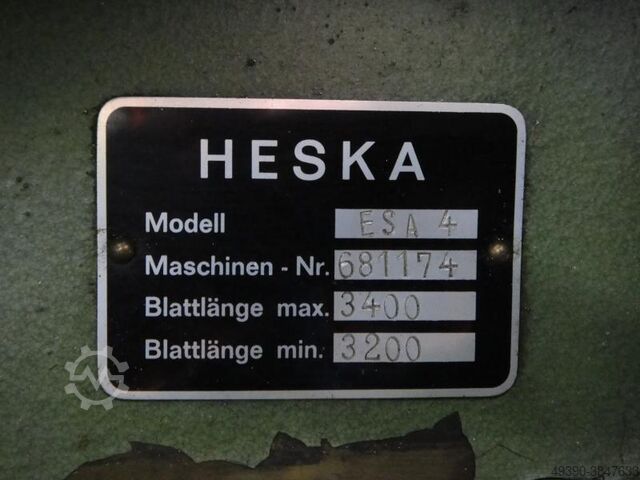 HESKA
Modell ESA 4
Maschinen - Nr. 681174
Blattlänge max. 3400
Blattlänge min. 3200
49390-3847633